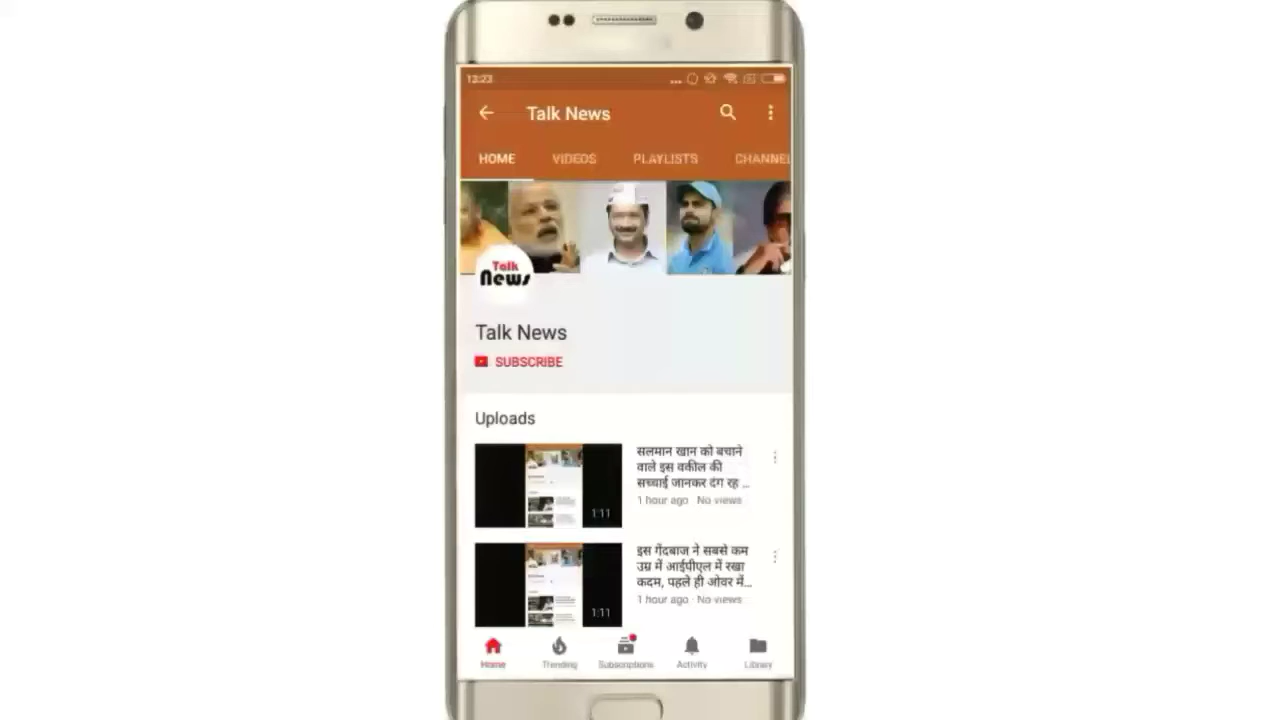 12:23
Talk News
HOME VIDEOS PLAYLISTS CHANNEL
Talk
News
Talk News
SUBSCRIBE
Uploads
सलमान खान को बचाने
वाले इस वकील की
सच्चाई जानकर दंग रह ...
1 hour ago · No views
1:11
इस गेंदबाज ने सबसे कम
उम्र में आईपीएल में रखा
कदम, पहले ही ओवर में...
1 hour ago · No views
1:11
Home Trending Subscriptions Activity Library